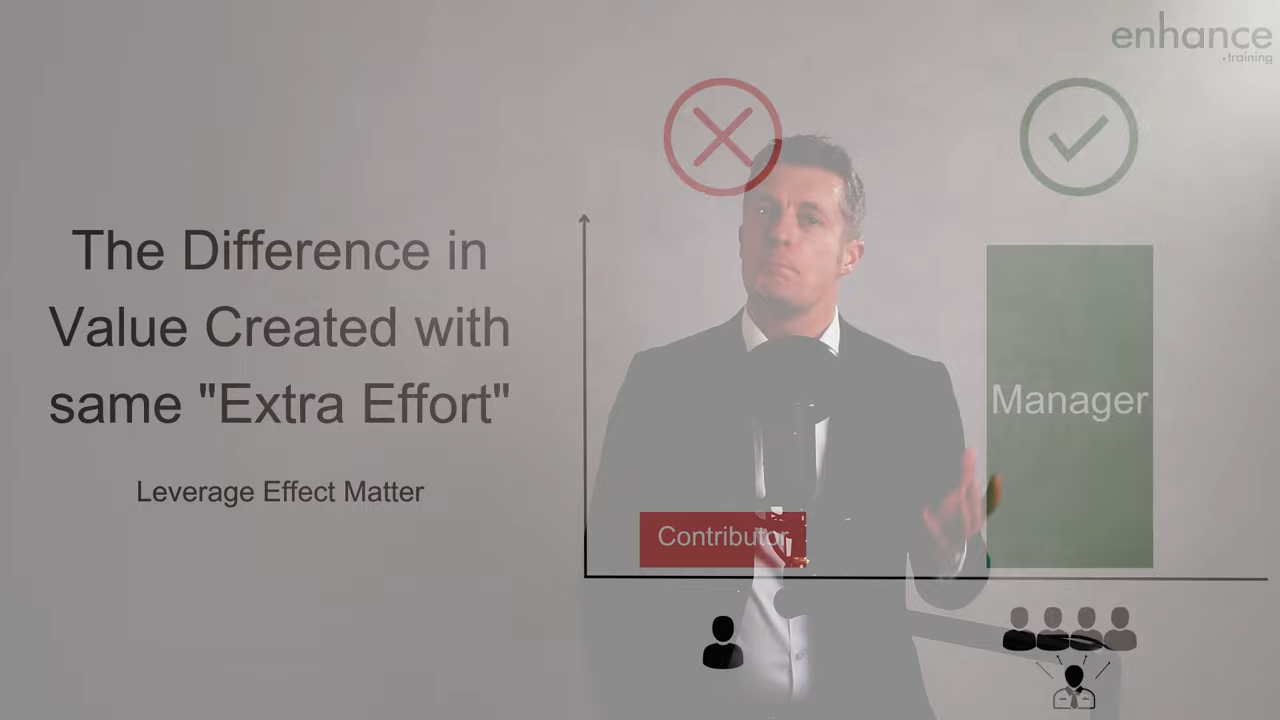 enhance
.training
The Difference in
Value Created with
same "Extra Effort"
Leverage Effect Matter
Manager
Contributor